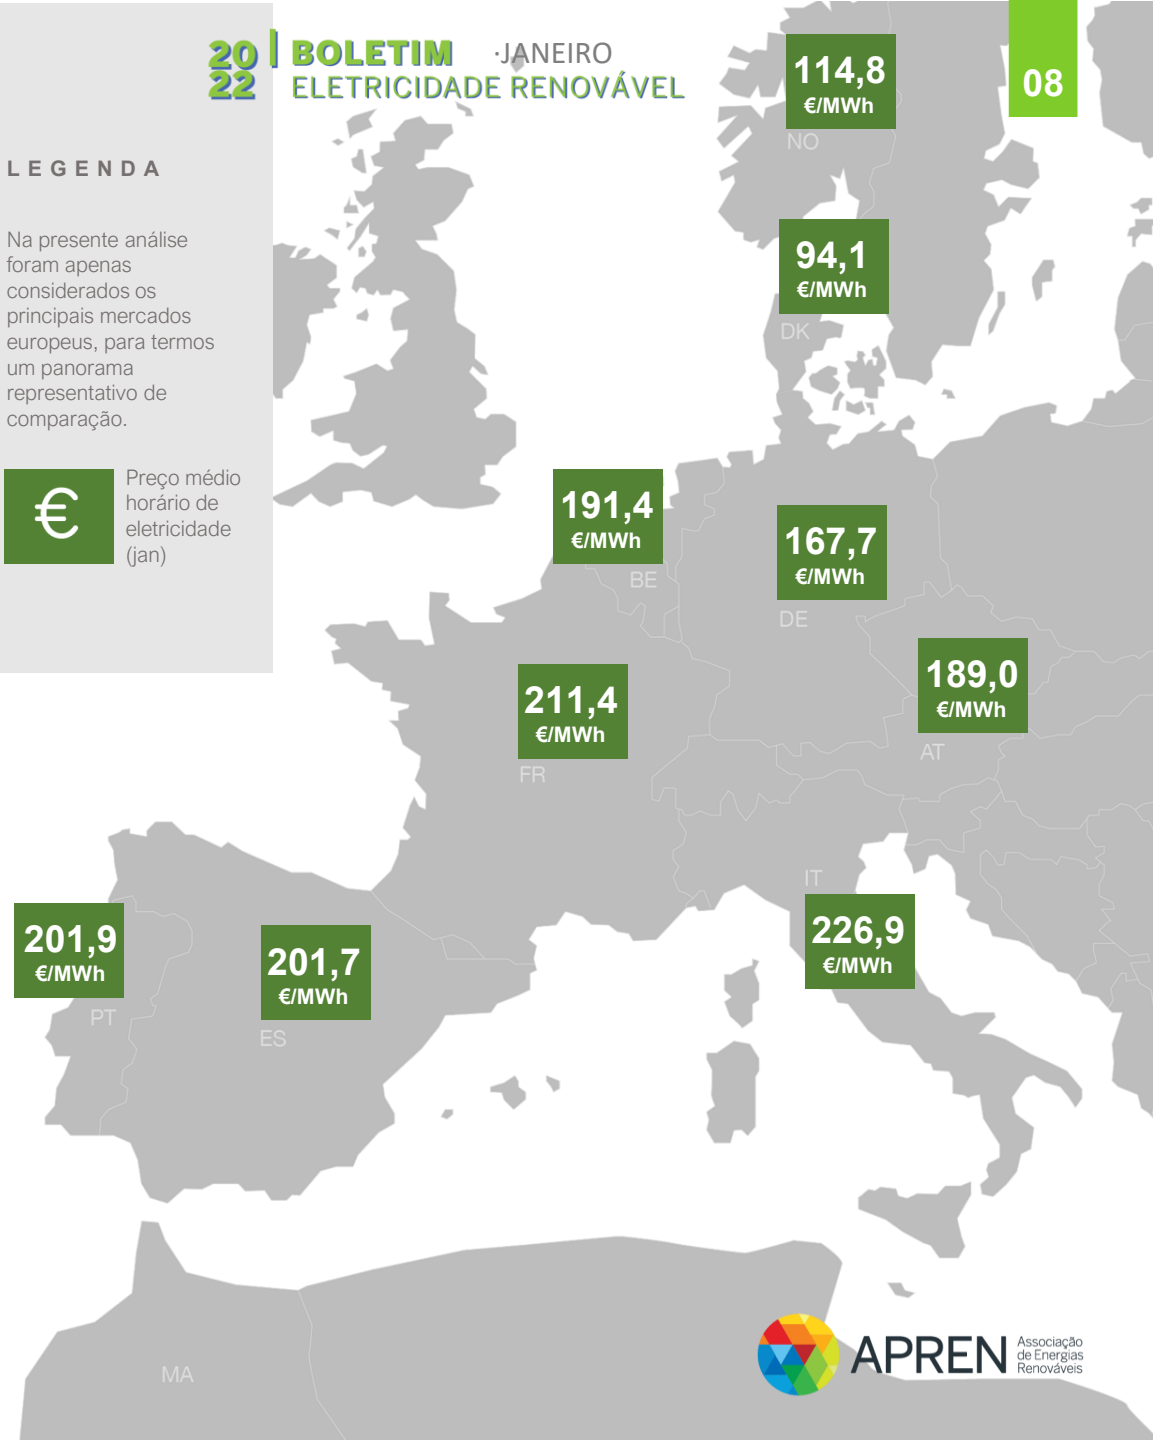 20 22 | BOLETIM ·JANEIRO
ELETRICIDADE RENOVÁVEL
08
LEGENDA
Na presente análise
foram apenas
considerados os
principais mercados
europeus, para termos
um panorama
representativo de
comparação.
€
Preço médio
horário de
eletricidade
(jan)
114,8
€/MWh
NO
94,1
€/MWh
DK
191,4
€/MWh
BE
167,7
€/MWh
DE
189,0
€/MWh
AT
211,4
€/MWh
FR
IT
226,9
€/MWh
201,9
€/MWh
PT
201,7
€/MWh
ES
MA
APREN
Associação
de Energias
Renováveis